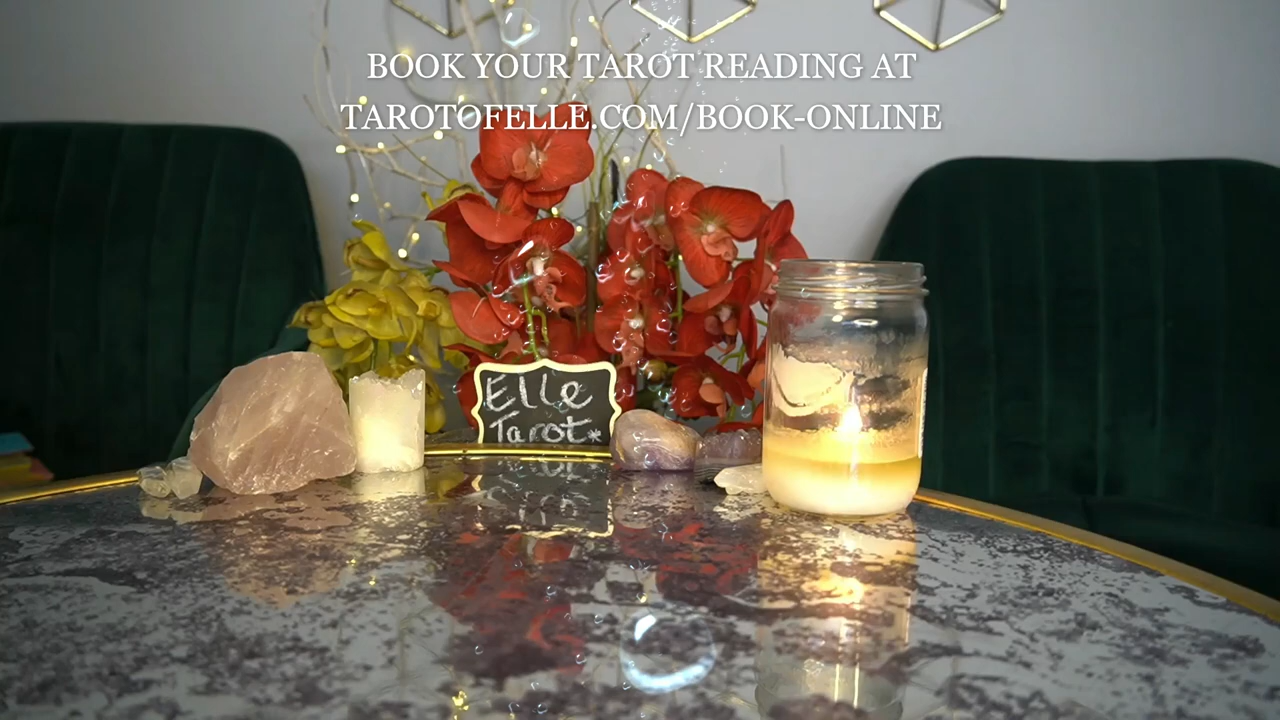 BOOK YOUR TAROT READING AT
TAROTOFELLE.COM/BOOK-ONLINE
Elle
Tarot*